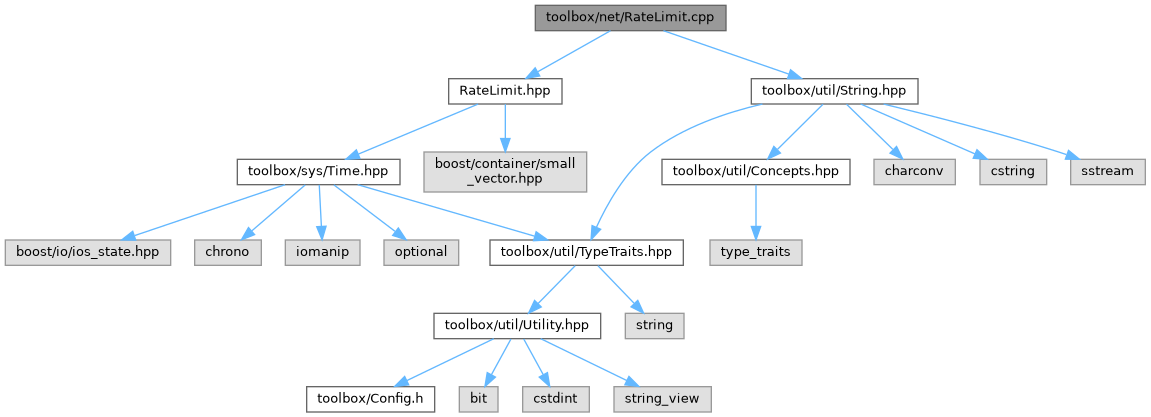 toolbox/net/RateLimit.cpp
RateLimit.hpp
toolbox/util/String.hpp
toolbox/sys/Time.hpp
boost/container/small
_vector.hpp
toolbox/util/Concepts.hpp
charconv
cstring
sstream
boost/io/ios_state.hpp
chrono
iomanip
optional
toolbox/util/TypeTraits.hpp
type_traits
toolbox/util/Utility.hpp
string
toolbox/Config.h
bit
cstdint
string_view